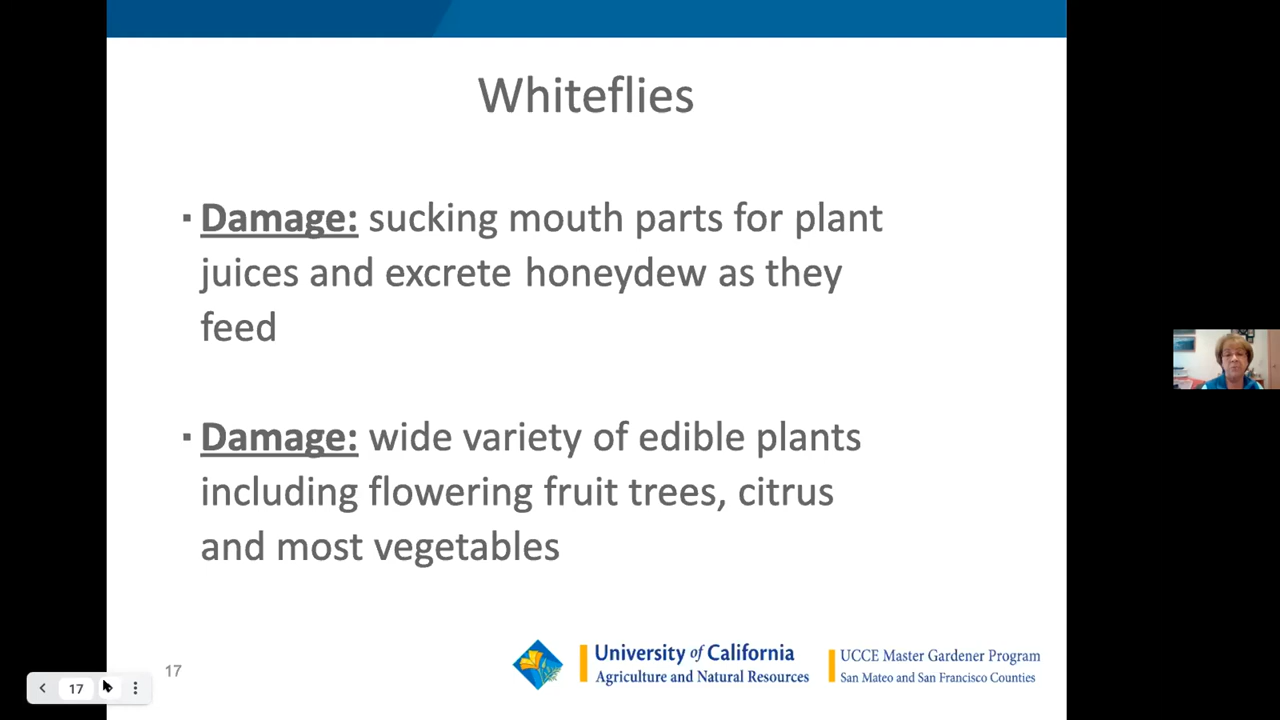 Whiteflies
▪ Damage: sucking mouth parts for plant
juices and excrete honeydew as they
feed
▪ Damage: wide variety of edible plants
including flowering fruit trees, citrus
and most vegetables
17
University of California
Agriculture and Natural Resources
UCCE Master Gardener Program
San Mateo and San Francisco Counties
17